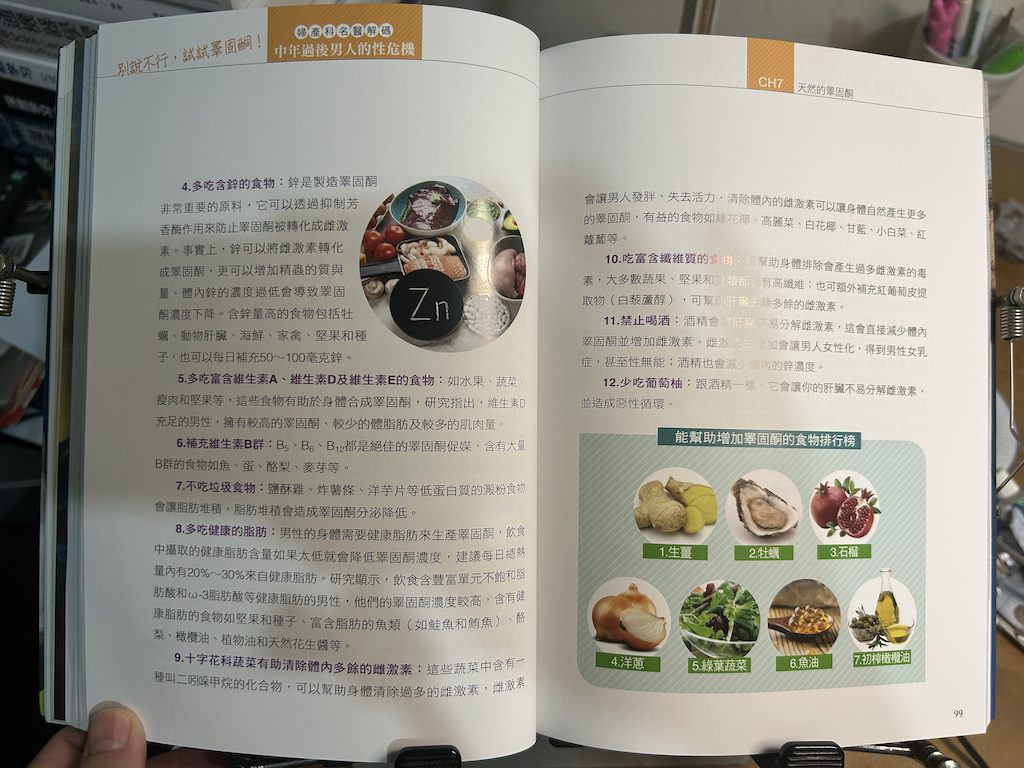 別說不行，試試睪固酮！
婦產科名醫解碼
中年過後男人的性危機
4.多吃含鋅的食物：鋅是製造睪固酮
非常重要的原料，它可以透過抑制芳
香酶作用來防止睪固酮被轉化成雌激
素。事實上，鋅可以將雌激素轉化
成睪固酮，更可以增加精蟲的質與
量，體內鋅的濃度過低會導致睪固
酮濃度下降。含鋅量高的食物包括牡
蠣、動物肝臟、海鮮、家禽、堅果和種
子，也可以每日補充50～100毫克鋅。
Zn
5.多吃富含維生素A、維生素D及維生素E的食物：如水果、蔬菜、
瘦肉和堅果等，這些食物有助於身體合成睪固酮，研究指出，維生素D
充足的男性，擁有較高的睪固酮、較少的體脂肪及較多的肌肉量。
6.補充維生素B群：B5、B6、B12都是絕佳的睪固酮促媒，含有大量
B群的食物如魚、蛋、酪梨、麥芽等。
7.不吃垃圾食物：鹽酥雞、炸薯條、洋芋片等低蛋白質的澱粉食物
會讓脂肪堆積，脂肪堆積會造成睪固酮分泌降低。
8.多吃健康的脂肪：男性的身體需要健康脂肪來生產睪固酮，飲食
中攝取的健康脂肪含量如果太低就會降低睪固酮濃度，建議每日總熱
量內有20%～30%來自健康脂肪。研究顯示，飲食含豐富單元不飽和脂
肪酸和ω-3脂肪酸等健康脂肪的男性，他們的睪固酮濃度較高，含有健
康脂肪的食物如堅果和種子、富含脂肪的魚類（如鮭魚和鮪魚）、酪
梨、橄欖油、植物油和天然花生醬等。
9.十字花科蔬菜有助清除體內多餘的雌激素：這些蔬菜中含有一
種叫二吲哚甲烷的化合物，可以幫助身體清除過多的雌激素，雌激素
CH7
天然的睪固酮
會讓男人發胖、失去活力，清除體內的雌激素可以讓身體自然產生更多
的睪固酮，有益的食物如綠花椰、高麗菜、白花椰、甘藍、小白菜、紅
蘿蔔等。
10.吃富含纖維質的食物：可幫助身體排除會產生過多雌激素的毒
素，大多數蔬果、堅果和豆類都含有高纖維；也可額外補充紅葡萄皮提
取物（白藜蘆醇），可幫助肝臟去除多餘的雌激素。
11.禁止喝酒：酒精會讓肝臟不易分解雌激素，這會直接減少體內
睪固酮並增加雌激素。雌激素的增加會讓男人女性化，得到男性女乳
症，甚至性無能；酒精也會減少體內的鋅濃度。
12.少吃葡萄柚：跟酒精一樣，它會讓你的肝臟不易分解雌激素，
並造成惡性循環。
能幫助增加睪固酮的食物排行榜
1.生薑
2.牡蠣
3.石榴
4.洋蔥
5.綠葉蔬菜
6.魚油
7.初榨橄欖油
99